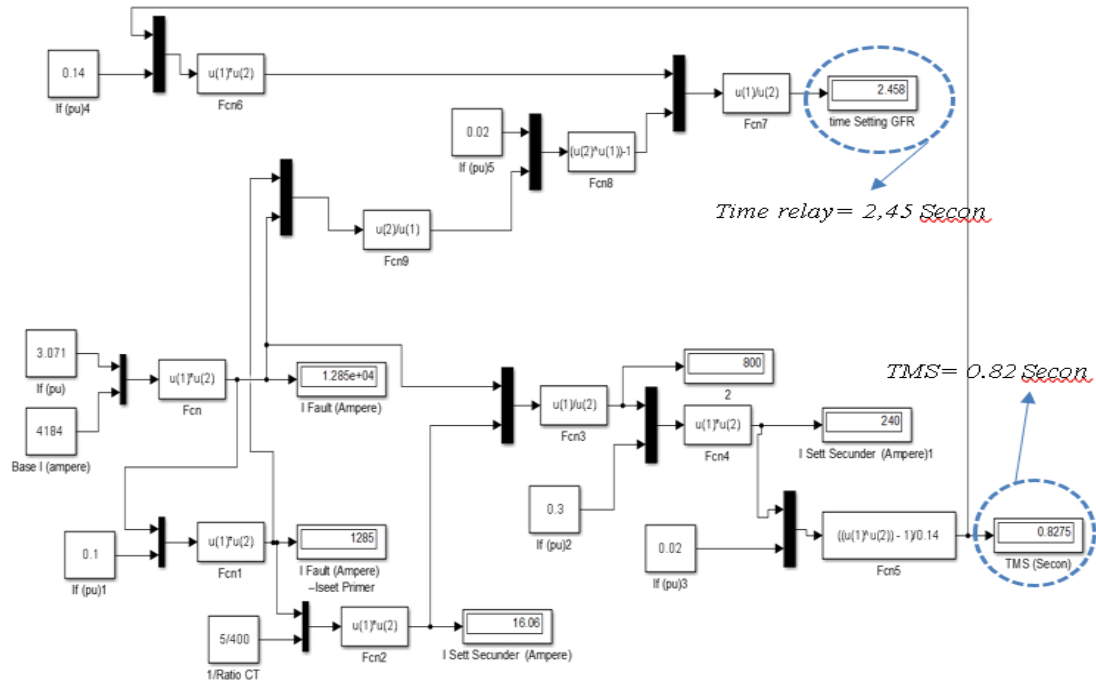 0.14
If (pu)4
u(1)*u(2)
Fcn6
u(1)/u(2)
Fcn7
2.458
time Setting GFR
0.02
If (pu)5
(u(2)^u(1))-1
Fcn8
Time relay= 2,45 Secon
u(2)/u(1)
Fcn9
3.071
If (pu)
u(1)*u(2)
Fcn
1.285e+04
I Fault (Ampere)
4184
Base I (ampere)
u(1)/u(2)
Fcn3
800
2
TMS= 0.82 Secon
u(1)*u(2)
Fcn4
240
I Sett Secunder (Ampere)1
0.3
If (pu)2
0.1
If (pu)1
u(1)*u(2)
Fcn1
1285
I Fault (Ampere)
–Iseet Primer
0.02
If (pu)3
((u(1)*u(2)) - 1)/0.14
Fcn5
0.8275
TMS (Secon)
5/400
1/Ratio CT
u(1)*u(2)
Fcn2
16.06
I Sett Secunder (Ampere)